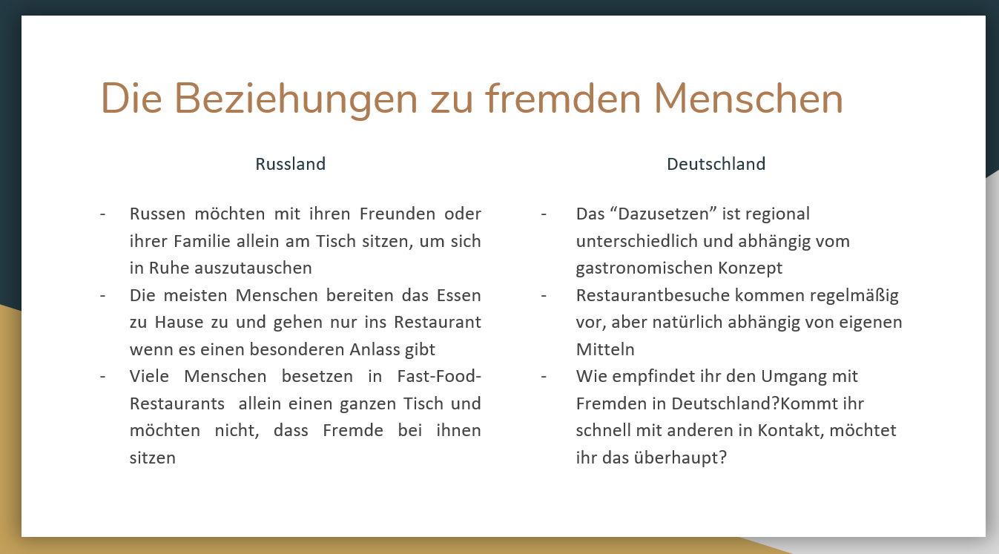 Die Beziehungen zu fremden Menschen
Russland
- Russen möchten mit ihren Freunden oder
ihrer Familie allein am Tisch sitzen, um sich
in Ruhe auszutauschen
- Die meisten Menschen bereiten das Essen
zu Hause zu und gehen nur ins Restaurant
wenn es einen besonderen Anlass gibt
- Viele Menschen besetzen in Fast-Food-
Restaurants allein einen ganzen Tisch und
möchten nicht, dass Fremde bei ihnen
sitzen
Deutschland
- Das “Dazusetzen” ist regional
unterschiedlich und abhängig vom
gastronomischen Konzept
- Restaurantbesuche kommen regelmäßig
vor, aber natürlich abhängig von eigenen
Mitteln
- Wie empfindet ihr den Umgang mit
Fremden in Deutschland?Kommt ihr
schnell mit anderen in Kontakt, möchtet
ihr das überhaupt?